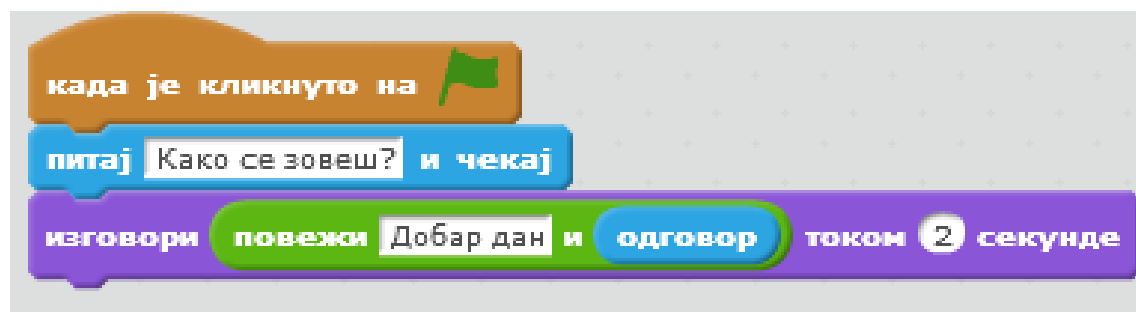 када је кликнуто на
питај Како се зовеш? и чекај
изговори повежи Добар дан и одговор током 2 секунде